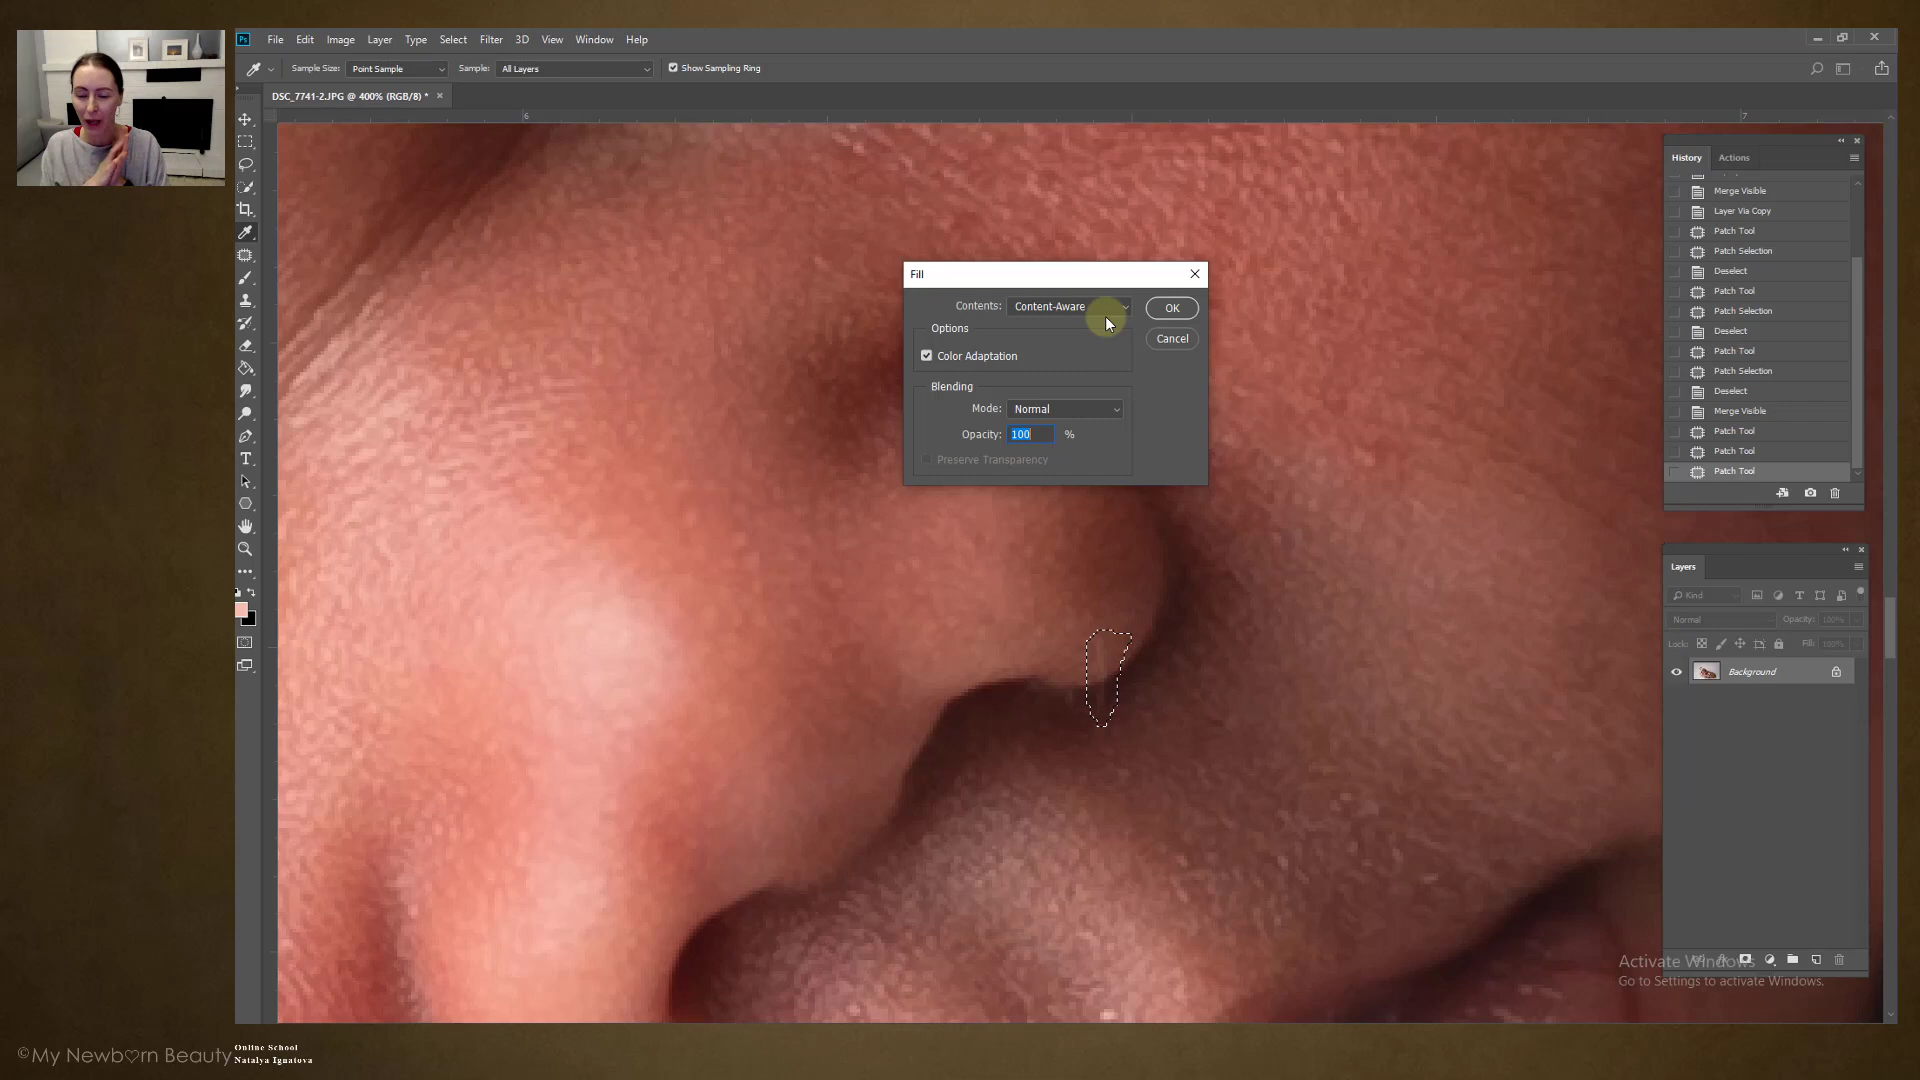 Ps File Edit Image Layer Type Select Filter 3D View Window Help
Sample Size: Point Sample Sample: All Layers Show Sampling Ring
DSC_7741-2.JPG @ 400% (RGB/8) * ×
6 7
Fill
Contents: Content-Aware OK
Options
Cancel
Color Adaptation
Blending
Mode: Normal
Opacity: 100 %
Preserve Transparency
History Actions
Merge Visible
Layer Via Copy
Patch Tool
Patch Selection
Deselect
Patch Tool
Patch Selection
Deselect
Patch Tool
Patch Selection
Deselect
Merge Visible
Patch Tool
Patch Tool
Patch Tool
Layers
Kind
Normal Opacity: 100%
Lock: Fill: 100%
Background
Activate Windows
Go to Settings to activate Windows.
©My Newborn Beauty
Online School
Natalya Ignatova